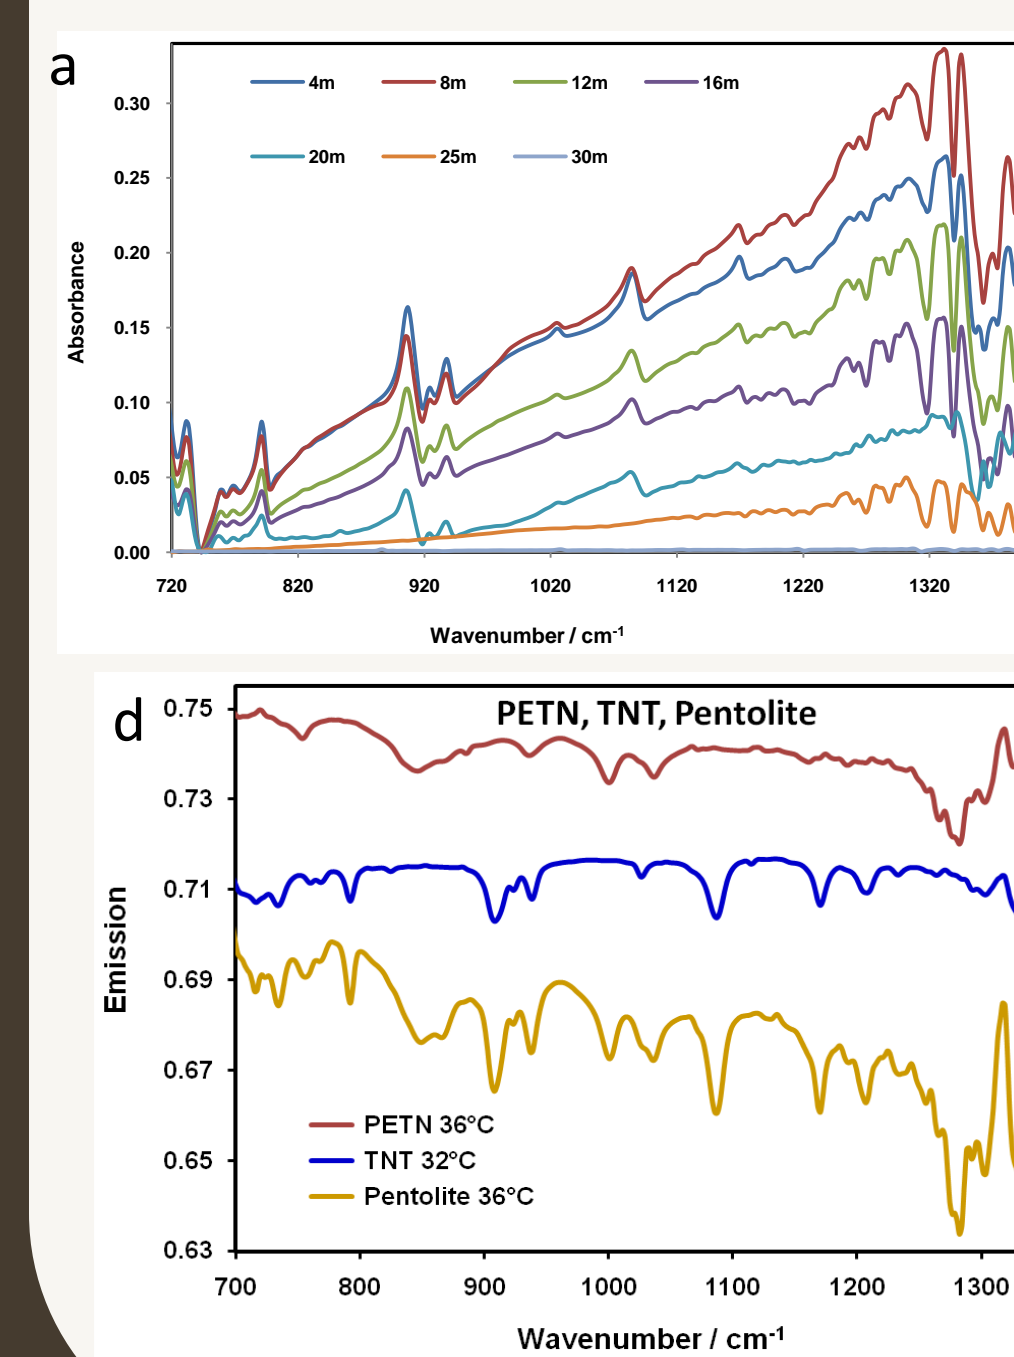 a
4m 8m 12m 16m
20m 25m 30m
0.30
0.25
0.20
0.15
0.10
0.05
0.00
Absorbance
720 820 920 1020 1120 1220 1320
Wavenumber / cm-1
d
PETN, TNT, Pentolite
0.75
0.73
0.71
0.69
0.67
0.65
0.63
Emission
PETN 36°C
TNT 32°C
Pentolite 36°C
700 800 900 1000 1100 1200 1300
Wavenumber / cm-1